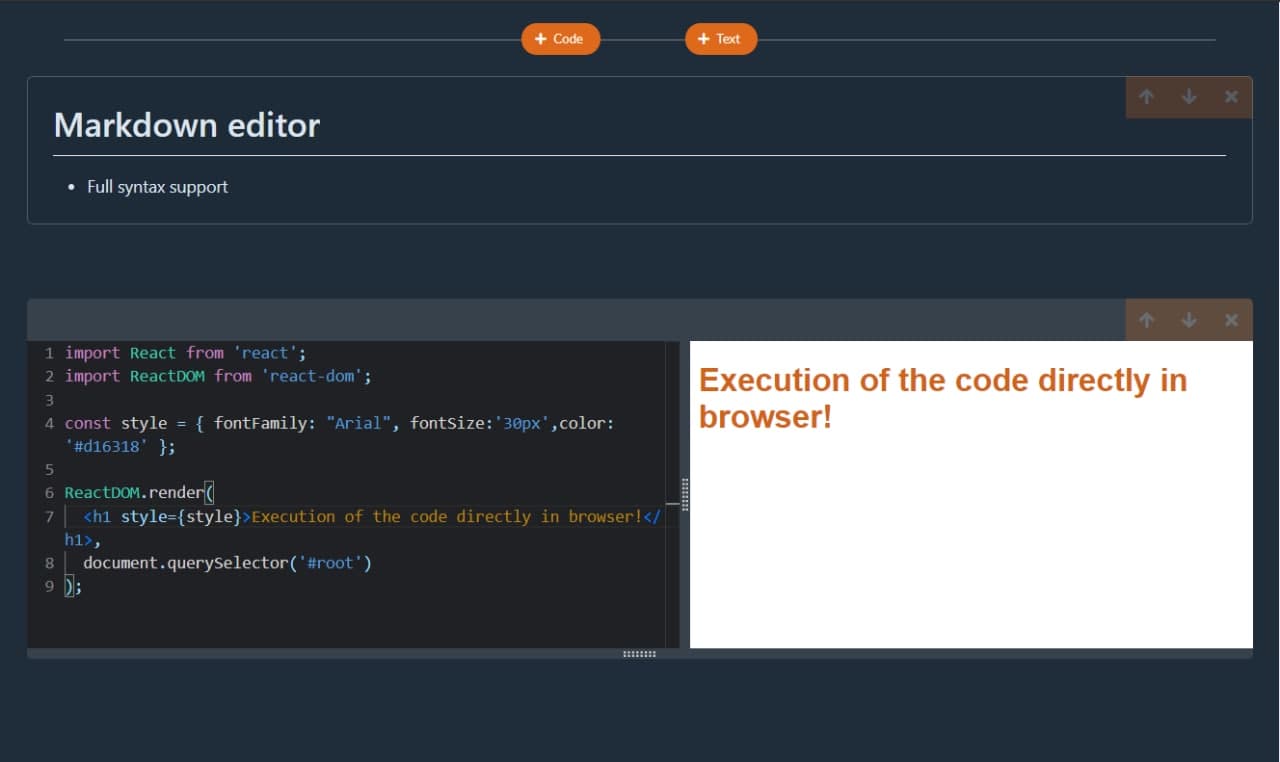 + Code + Text
Markdown editor
• Full syntax support
1 import React from 'react';
2 import ReactDOM from 'react-dom';
3
4 const style = { fontFamily: "Arial", fontSize:'30px',color:
'#d16318' };
5
6 ReactDOM.render(
7   <h1 style={style}>Execution of the code directly in browser!</
h1>,
8   document.querySelector('#root')
9 );
Execution of the code directly in
browser!